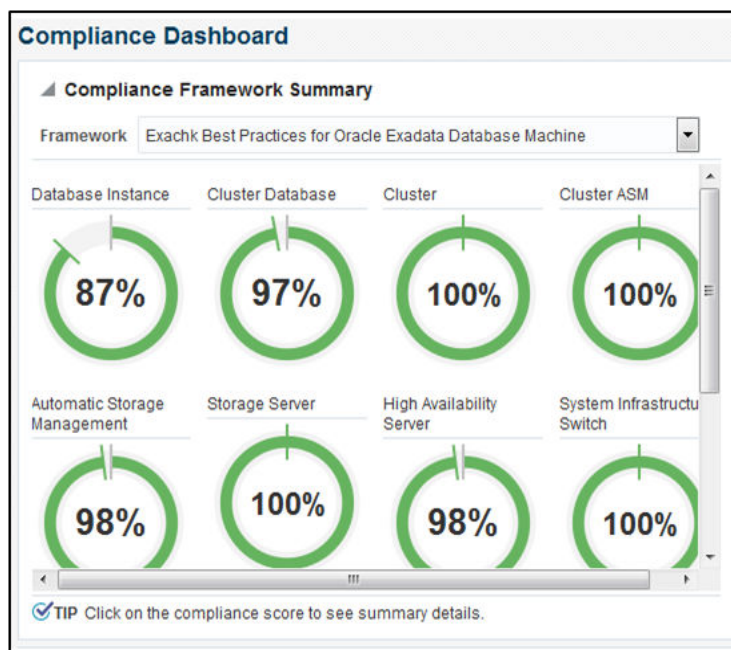 Compliance Dashboard
Compliance Framework Summary
Framework Exachk Best Practices for Oracle Exadata Database Machine
Database Instance Cluster Database Cluster Cluster ASM
87% 97% 100% 100%
Automatic Storage Storage Server High Availability System Infrastructu
Management Server Switch
98% 100% 98% 100%
TIP Click on the compliance score to see summary details.